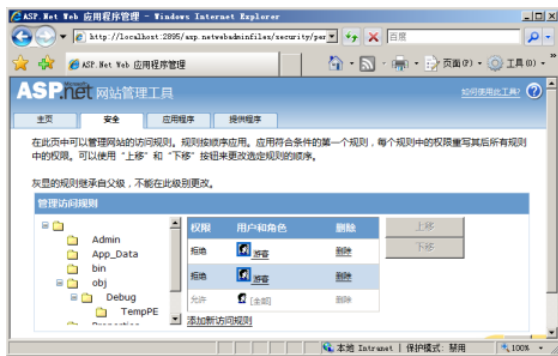 ASP.Net Web 应用程序管理 - Windows Internet Explorer
http://localhost:2895/asp.netwebadminfiles/security/per
百度
ASP.Net Web 应用程序管理
页面(P)
工具(O)
ASP.net 网站管理工具
如何使用此工具?
主页 安全 应用程序 提供程序
在此页中可以管理网站的访问规则。规则按顺序应用。应用符合条件的第一个规则，每个规则中的权限重写其后所有规则
中的权限。可以使用“上移”和“下移”按钮来更改选定规则的顺序。
灰显的规则继承自父级，不能在此级别更改。
管理访问规则
Admin
App_Data
bin
obj
Debug
TempPE
Properties
权限 用户和角色 删除
拒绝 游客 删除
拒绝 游客 删除
允许 [全部] 删除
添加新访问规则
上移
下移
本地 Intranet | 保护模式: 禁用
100%